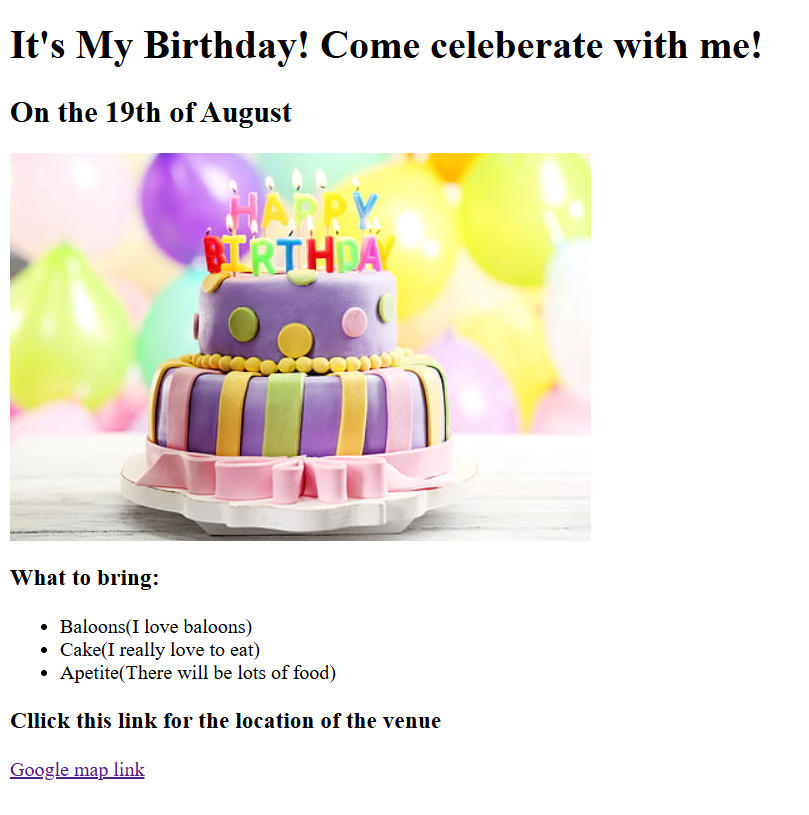 It's My Birthday! Come celeberate with me!
On the 19th of August
HAPPY
BIRTHDAY
What to bring:
Baloons(I love baloons)
Cake(I really love to eat)
Apetite(There will be lots of food)
Cllick this link for the location of the venue
Google map link